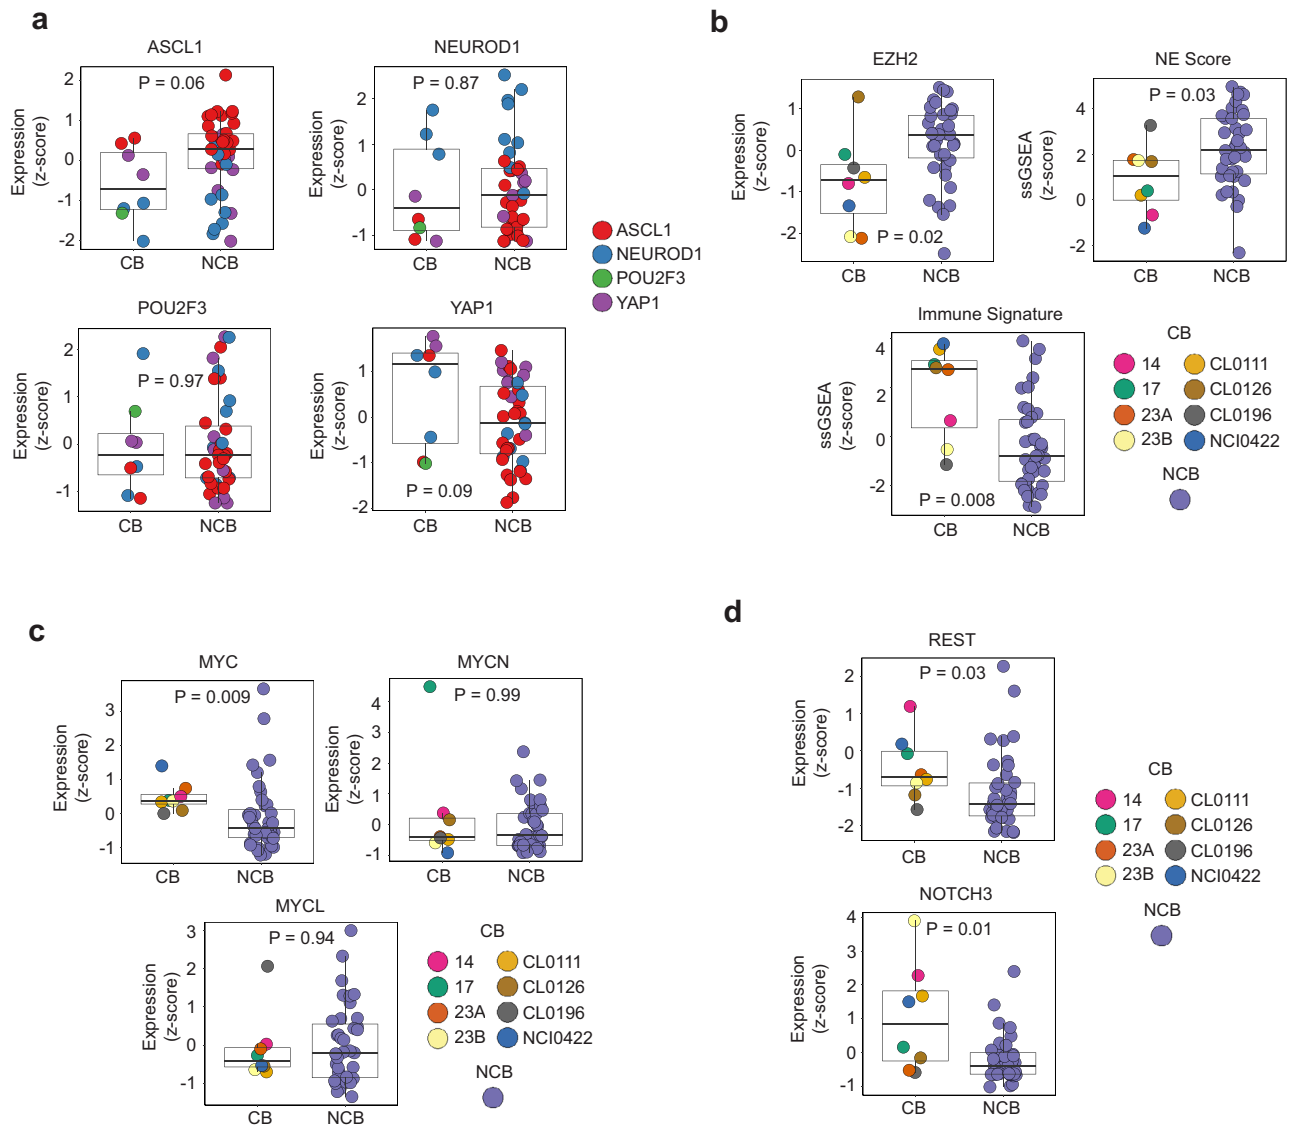 a
ASCL1
Expression
(z-score)
2
1
0
-1
-2
P = 0.06
CB
NCB
NEUROD1
Expression
(z-score)
2
1
0
-1
P = 0.87
CB
NCB
POU2F3
Expression
(z-score)
2
1
0
-1
P = 0.97
CB
NCB
YAP1
Expression
(z-score)
1
0
-1
-2
P = 0.09
CB
NCB
ASCL1
NEUROD1
POU2F3
YAP1
b
EZH2
Expression
(z-score)
1
0
-1
-2
P = 0.02
CB
NCB
NE Score
ssGSEA
(z-score)
4
2
0
-2
P = 0.03
CB
NCB
Immune Signature
ssGSEA
(z-score)
4
2
0
-2
P = 0.008
CB
NCB
CB
14
17
23A
23B
CL0111
CL0126
CL0196
NCI0422
NCB
c
MYC
Expression
(z-score)
3
2
1
0
-1
P = 0.009
CB
NCB
MYCN
Expression
(z-score)
4
3
2
1
0
-1
P = 0.99
CB
NCB
MYCL
Expression
(z-score)
3
2
1
0
-1
P = 0.94
CB
NCB
CB
14
17
23A
23B
CL0111
CL0126
CL0196
NCI0422
NCB
d
REST
Expression
(z-score)
2
1
0
-1
-2
P = 0.03
CB
NCB
NOTCH3
Expression
(z-score)
4
3
2
1
0
-1
P = 0.01
CB
NCB
CB
14
17
23A
23B
CL0111
CL0126
CL0196
NCI0422
NCB